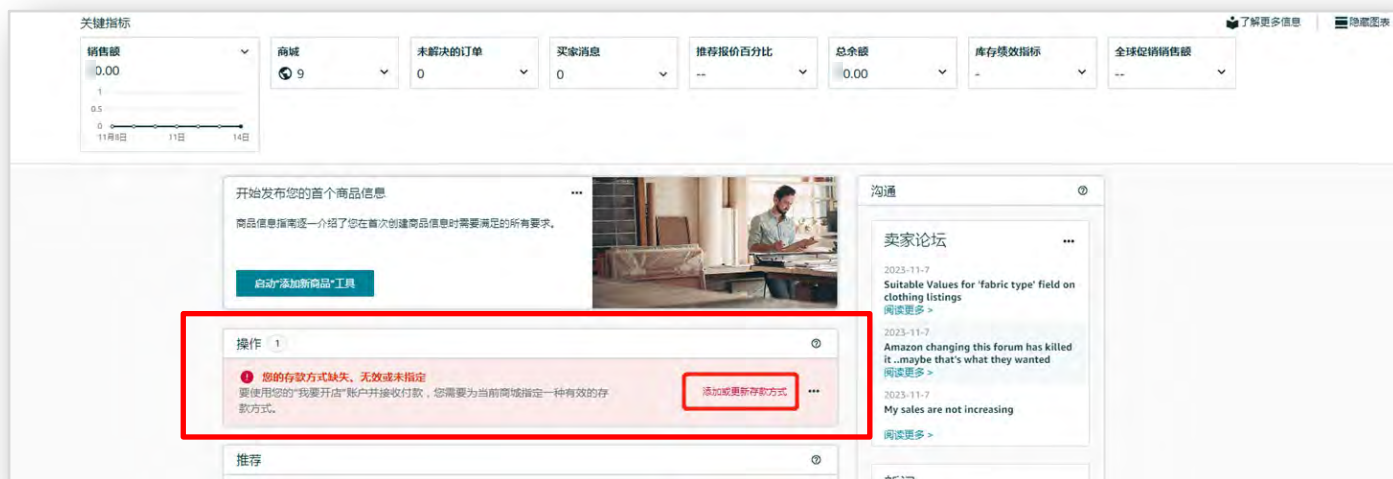 关键指标
了解更多信息
隐藏图表
销售额
0.00
1
0.5
0
11月8日 11日 14日
商城
9
未解决的订单
0
买家消息
0
推荐报价百分比
--
总余额
0.00
库存绩效指标
-
全球促销销售额
--
开始发布您的首个商品信息
商品信息指南逐一介绍了您在首次创建商品信息时需要满足的所有要求。
启动"添加新商品"工具
操作 1
您的存款方式缺失、无效或未指定
要使用您的"我要开店"账户并接收付款，您需要为当前商城指定一种有效的存
款方式。
添加或更新存款方式
推荐
沟通
卖家论坛
2023-11-7
Suitable Values for 'fabric type' field on
clothing listings
阅读更多 >
2023-11-7
Amazon changing this forum has killed
it ..maybe that's what they wanted
阅读更多 >
2023-11-7
My sales are not increasing
阅读更多 >